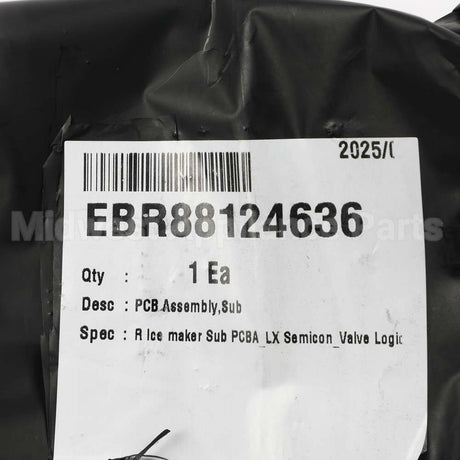 2025/(
EBR88124636
Qty : 1 Ea
Desc : PCB Assembly,Sub
Spec : R Ice maker Sub PCBA_LX Semicon_Valve Logic